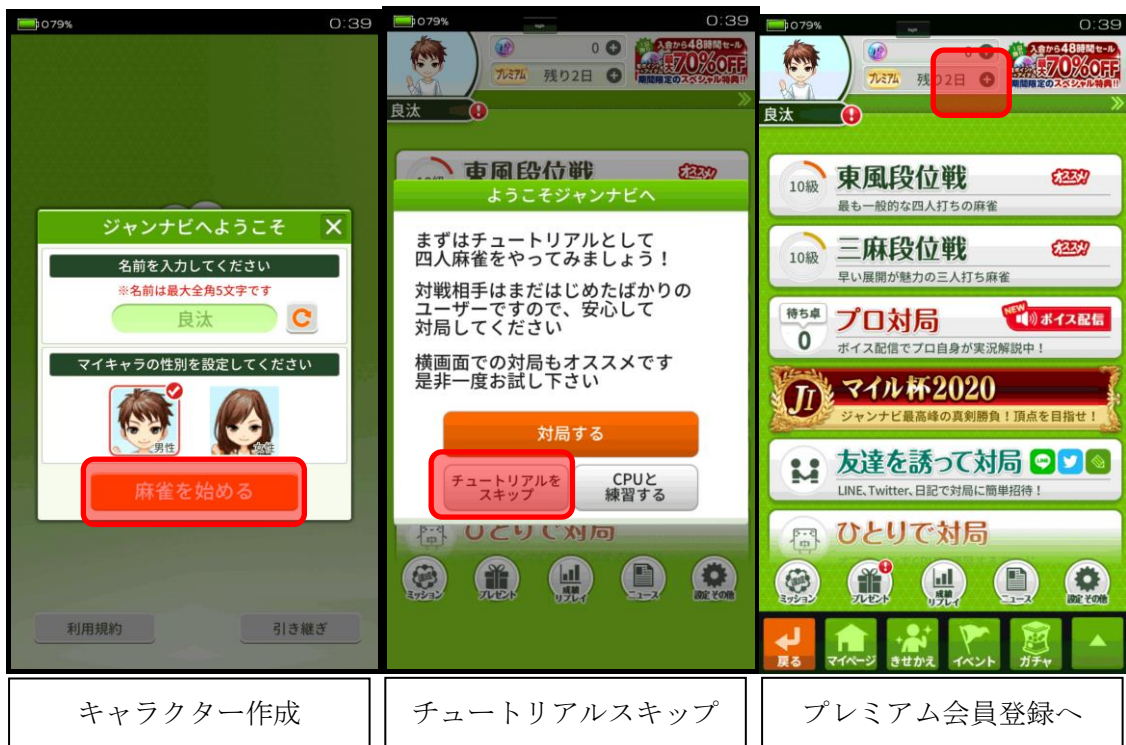 079%
0:39
ジャンナビへようこそ
名前を入力してください
※名前は最大全角5文字です
良汰
マイキャラの性別を設定してください
男性
女性
麻雀を始める
利用規約
引き継ぎ
キャラクター作成
079%
0:39
0
プレミアム 残り2日
入会から48時間セール
70%OFF
期間限定のスペシャル特典!!
良汰
東風段位戦
オススメ
ようこそジャンナビへ
まずはチュートリアルとして
四人麻雀をやってみましょう!
対戦相手はまだはじめたばかりの
ユーザーですので、安心して
対局してください
横画面での対局もオススメです
是非一度お試し下さい
対局する
チュートリアルを
スキップ
CPUと
練習する
ひとりで対局
ミッション
プレゼント
成績
リプレイ
ニュース
設定 その他
チュートリアルスキップ
079%
0:39
0
プレミアム 残り2日
入会から48時間セール
70%OFF
期間限定のスペシャル特典!!
良汰
10級
東風段位戦
オススメ
最も一般的な四人打ちの麻雀
10級
三麻段位戦
オススメ
早い展開が魅力の三人打ち麻雀
待ち卓
0
プロ対局
NEW
ボイス配信
ボイス配信でプロ自身が実況解説中!
J1
マイル杯2020
ジャンナビ最高峰の真剣勝負!頂点を目指せ!
友達を誘って対局
LINE、Twitter、日記で対局に簡単招待!
中
ひとりで対局
ミッション
プレゼント
成績
リプレイ
ニュース
設定 その他
戻る
マイページ
きせかえ
イベント
ガチャ
プレミアム会員登録へ